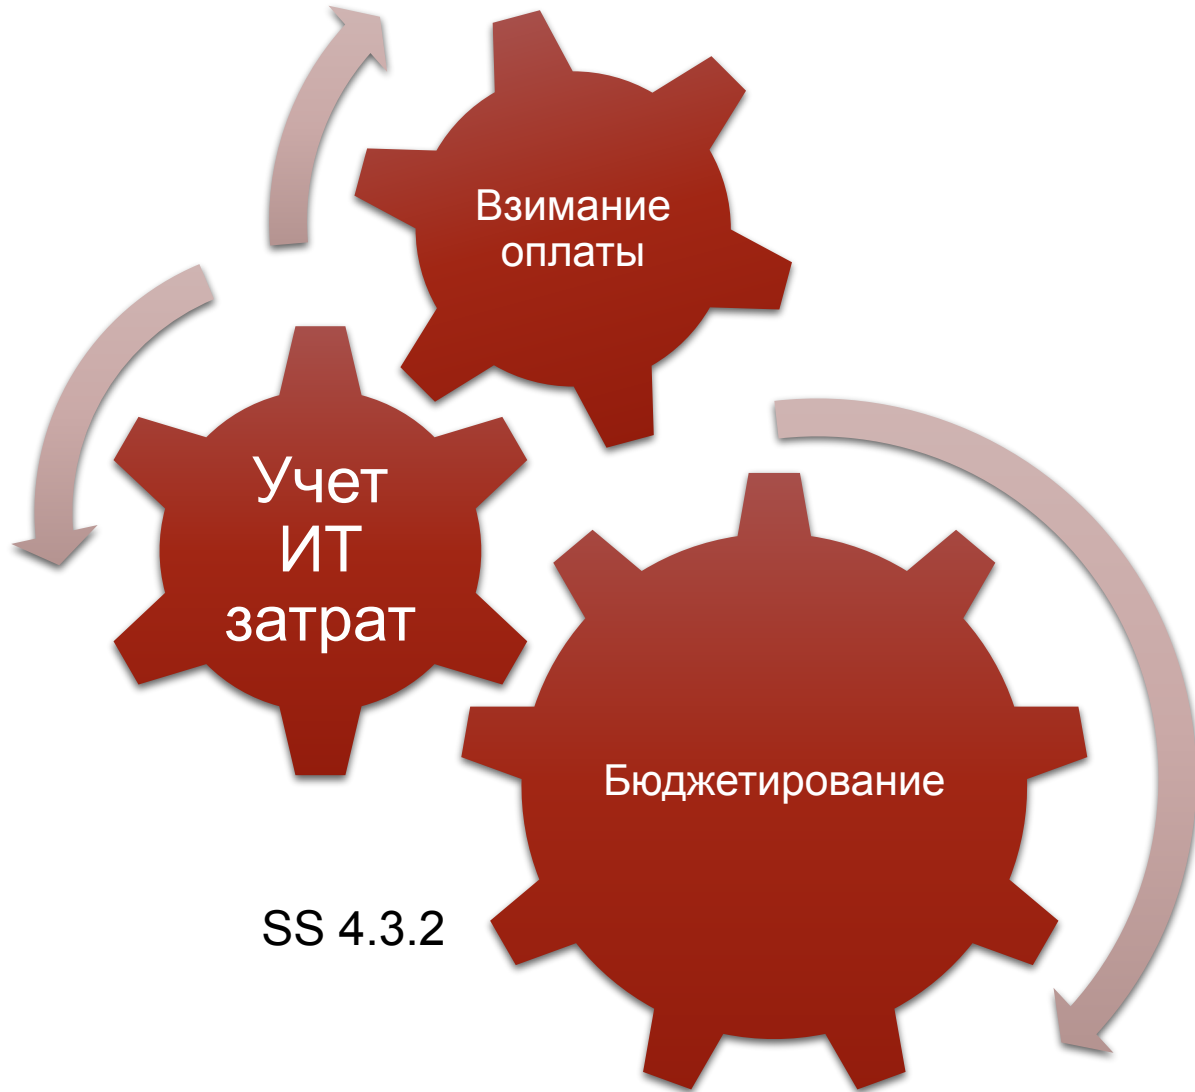 Взимание
оплаты
Учет
ИТ
затрат
Бюджетирование
SS 4.3.2